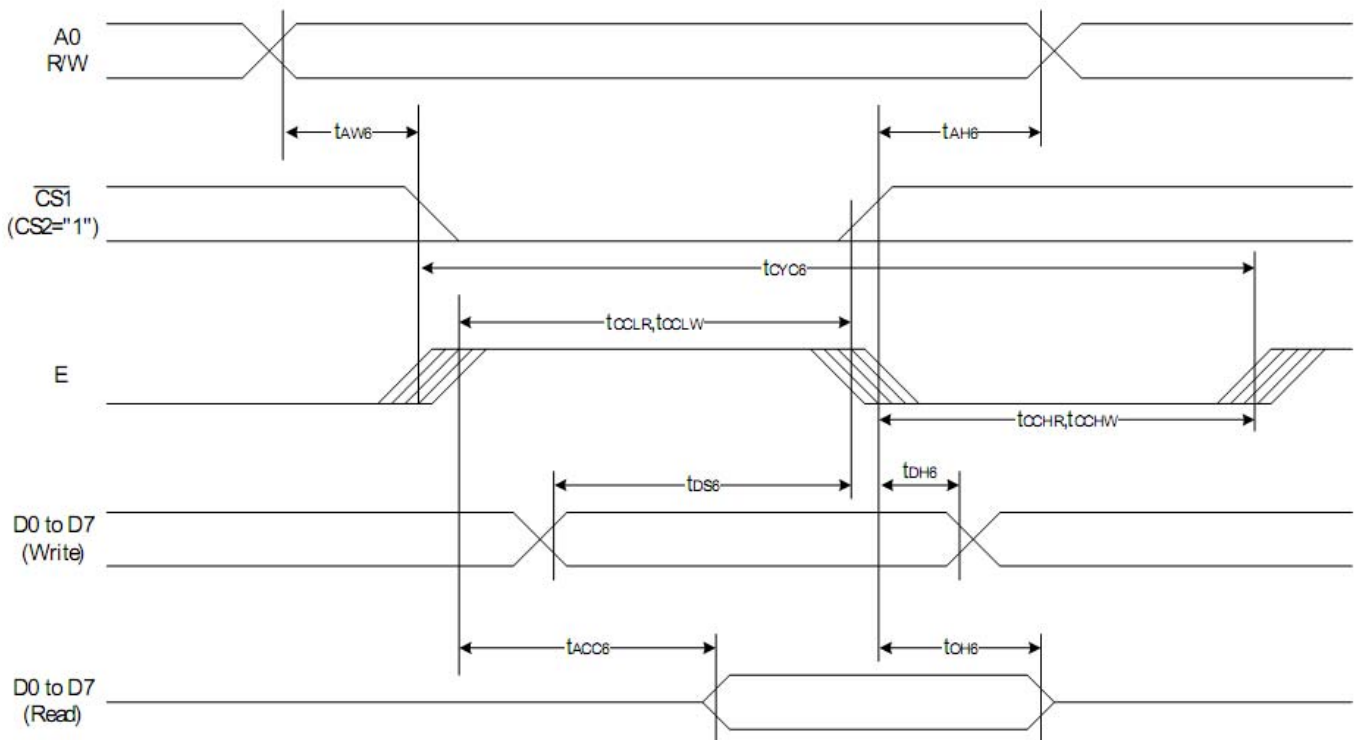 A0
R/W
tAW6
tAH6
CS1
(CS2="1")
tCYC6
tCCLR,tCCLW
E
tCCHR,tCCHW
tDS6
tDH6
D0 to D7
(Write)
tACC6
tOH6
D0 to D7
(Read)